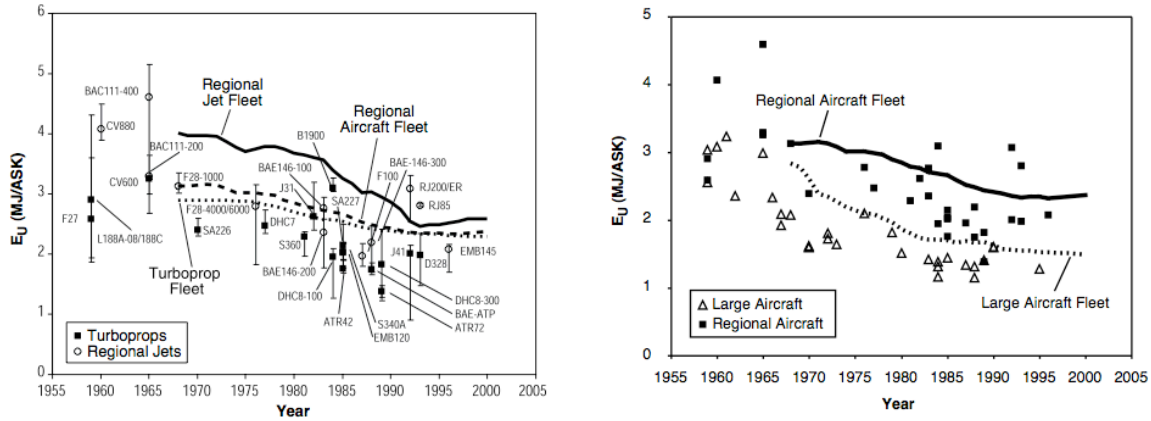 6
5
4
3
2
1
0
E_U (MJ/ASK)
BAC111-400
CV880
Regional
Jet Fleet
Regional
Aircraft Fleet
B1900
BAC111-200
BAE146-300
BAE146-100
F100
CV600
F28-1000
J31
RJ200/ER
SA227
RJ85
F28-4000/6000
F27
DHC7
L188A-08/188C
SA226
S360
J41
EMB145
Turboprop
Fleet
BAE146-200
D328
DHC8-100
DHC8-300
BAE-ATP
ATR42
S340A
ATR72
EMB120
Turboprops
Regional Jets
1955 1960 1965 1970 1975 1980 1985 1990 1995 2000 2005
Year
5
4
3
2
1
0
E_U (MJ/ASK)
Regional Aircraft Fleet
Large Aircraft Fleet
Large Aircraft
Regional Aircraft
1955 1960 1965 1970 1975 1980 1985 1990 1995 2000 2005
Year